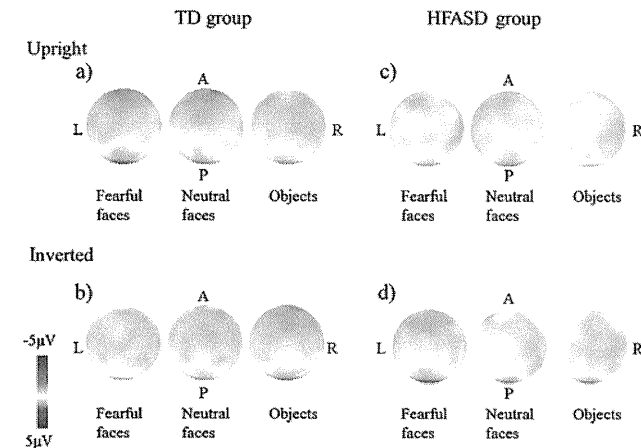 TD group HFASD group
Upright
a) A c) A
L R L R
P P
Fearful faces Neutral faces Objects Fearful faces Neutral faces Objects
Inverted
b) A d) A
-5μV
L R L R
P P
5μV
Fearful faces Neutral faces Objects Fearful faces Neutral faces Objects